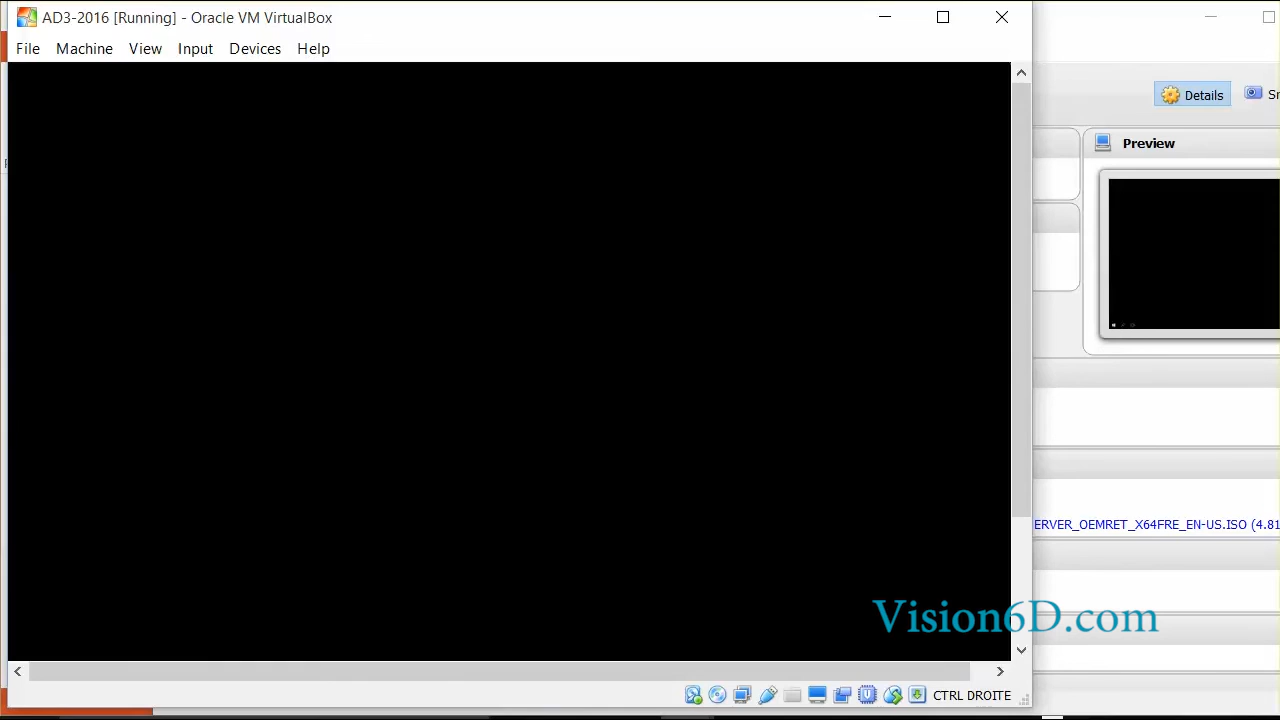 AD3-2016 [Running] - Oracle VM VirtualBox
File Machine View Input Devices Help
Details
Preview
ERVER_OEMRET_X64FRE_EN-US.ISO (4.81
Vision6D.com
CTRL DROITE